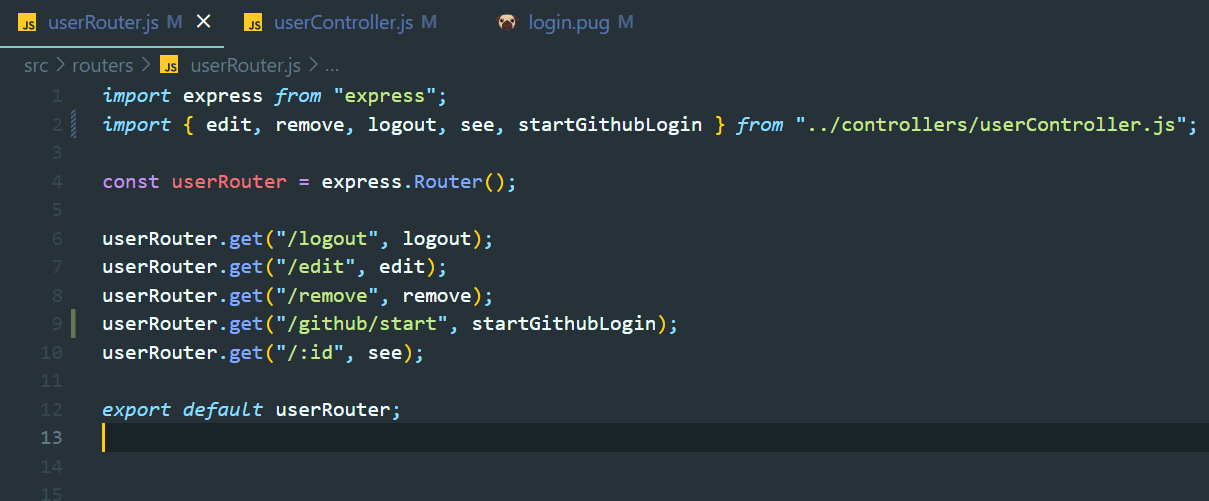 JS userRouter.js M × JS userController.js M login.pug M
src > routers > JS userRouter.js > ...
1 import express from "express";
2 import { edit, remove, logout, see, startGithubLogin } from "../controllers/userController.js";
3
4 const userRouter = express.Router();
5
6 userRouter.get("/logout", logout);
7 userRouter.get("/edit", edit);
8 userRouter.get("/remove", remove);
9 userRouter.get("/github/start", startGithubLogin);
10 userRouter.get("/:id", see);
11
12 export default userRouter;
13
14
15